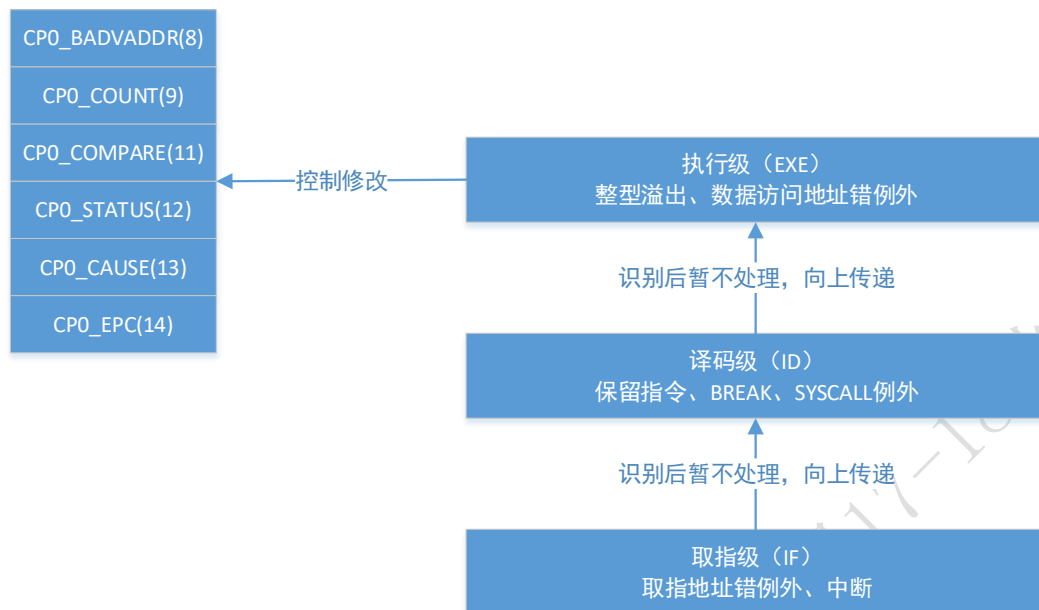 CP0_BADVADDR(8)
CP0_COUNT(9)
CP0_COMPARE(11)
CP0_STATUS(12)
CP0_CAUSE(13)
CP0_EPC(14)
控制修改
执行级（EXE）
整型溢出、数据访问地址错例外
识别后暂不处理，向上传递
译码级（ID）
保留指令、BREAK、SYSCALL例外
识别后暂不处理，向上传递
取指级（IF）
取指地址错例外、中断